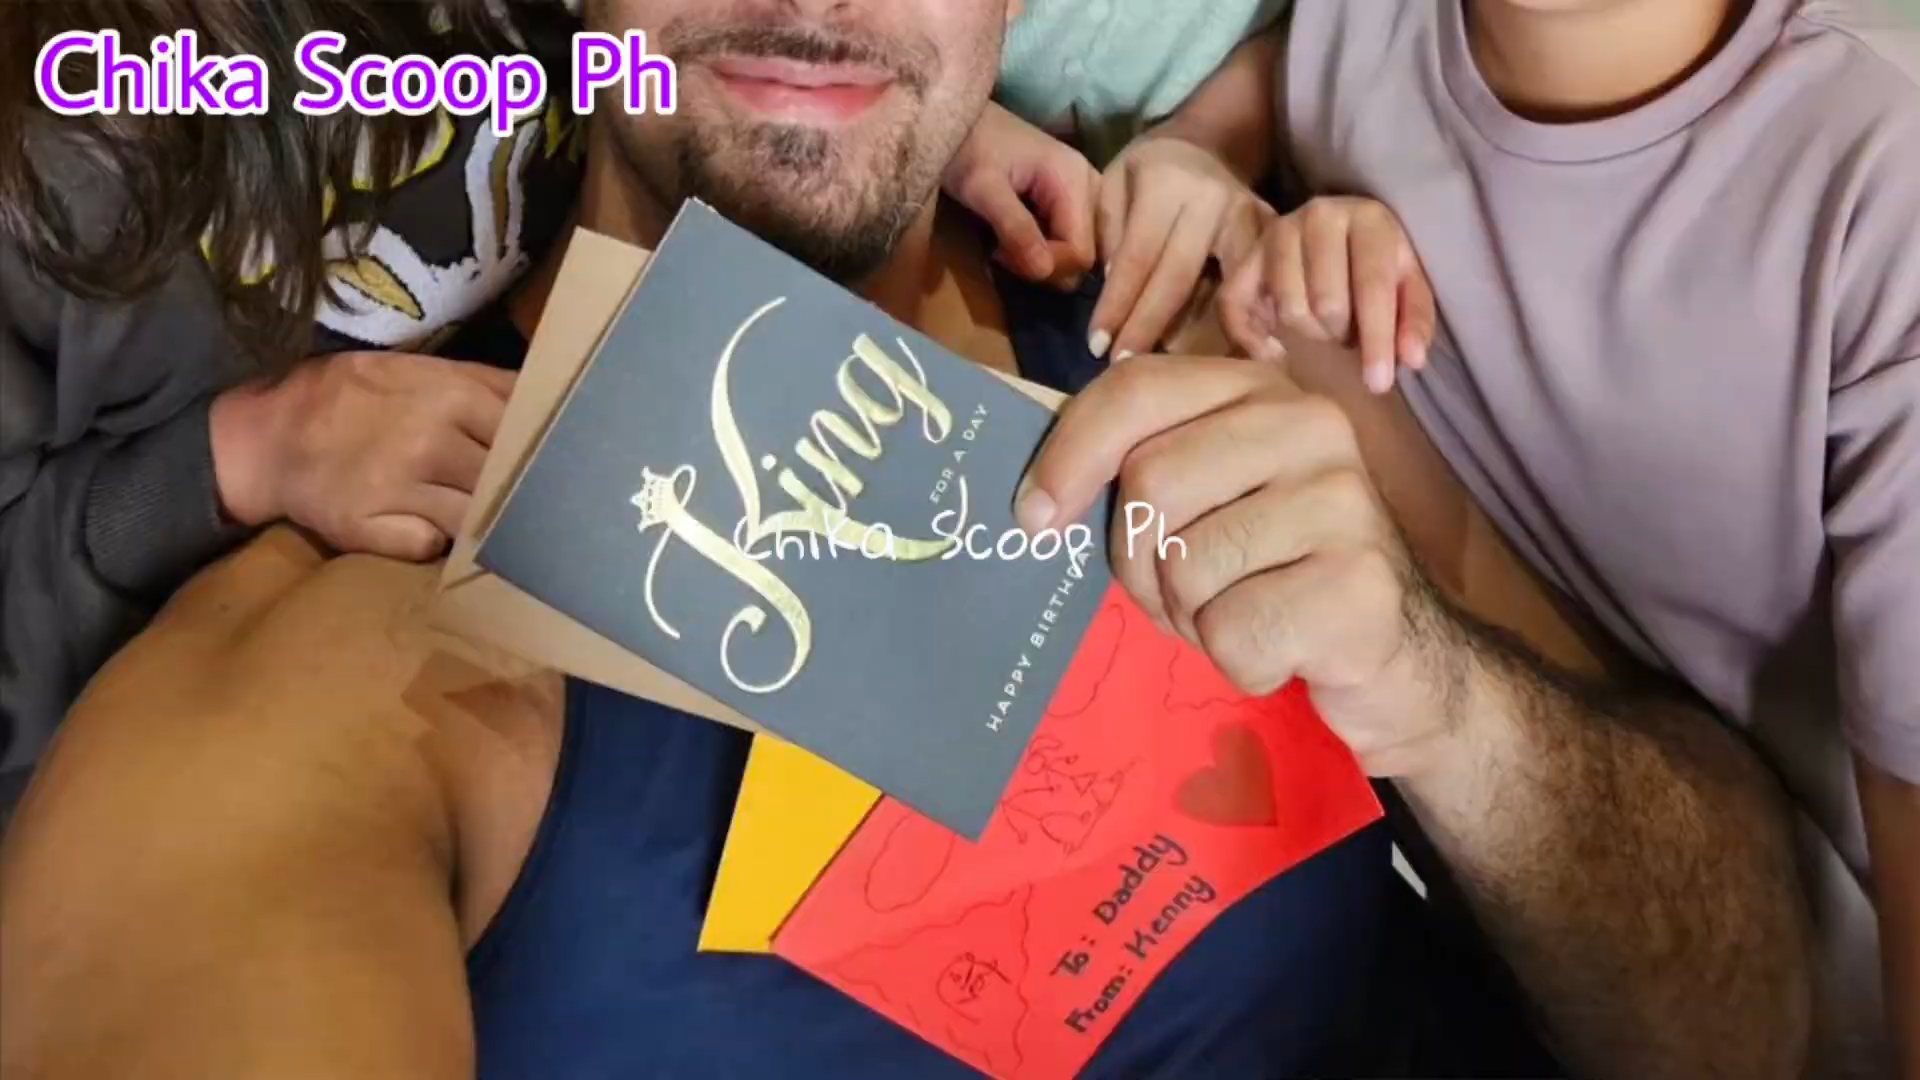 Chika Scoop Ph
King
FOR A DAY
Chika Scoop Ph
HAPPY BIRTHDAY
To: Daddy
From: Kenny